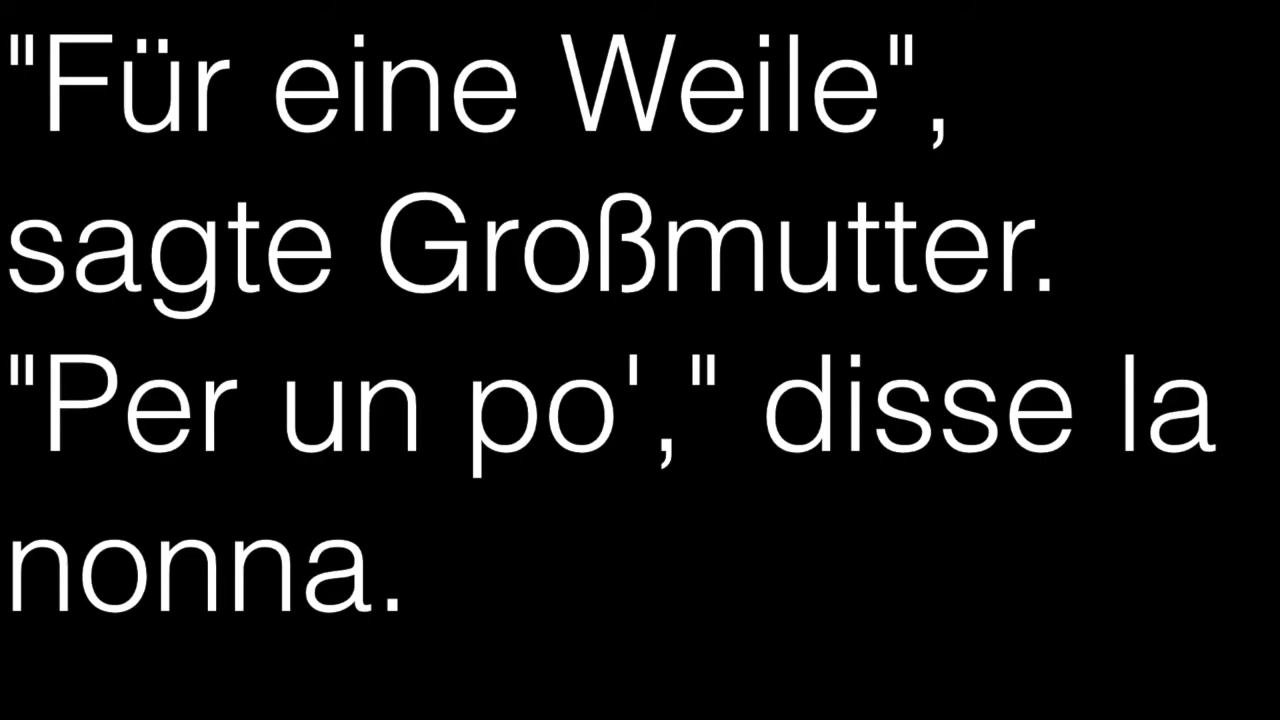 "Für eine Weile",
sagte Großmutter.
"Per un po'," disse la
nonna.